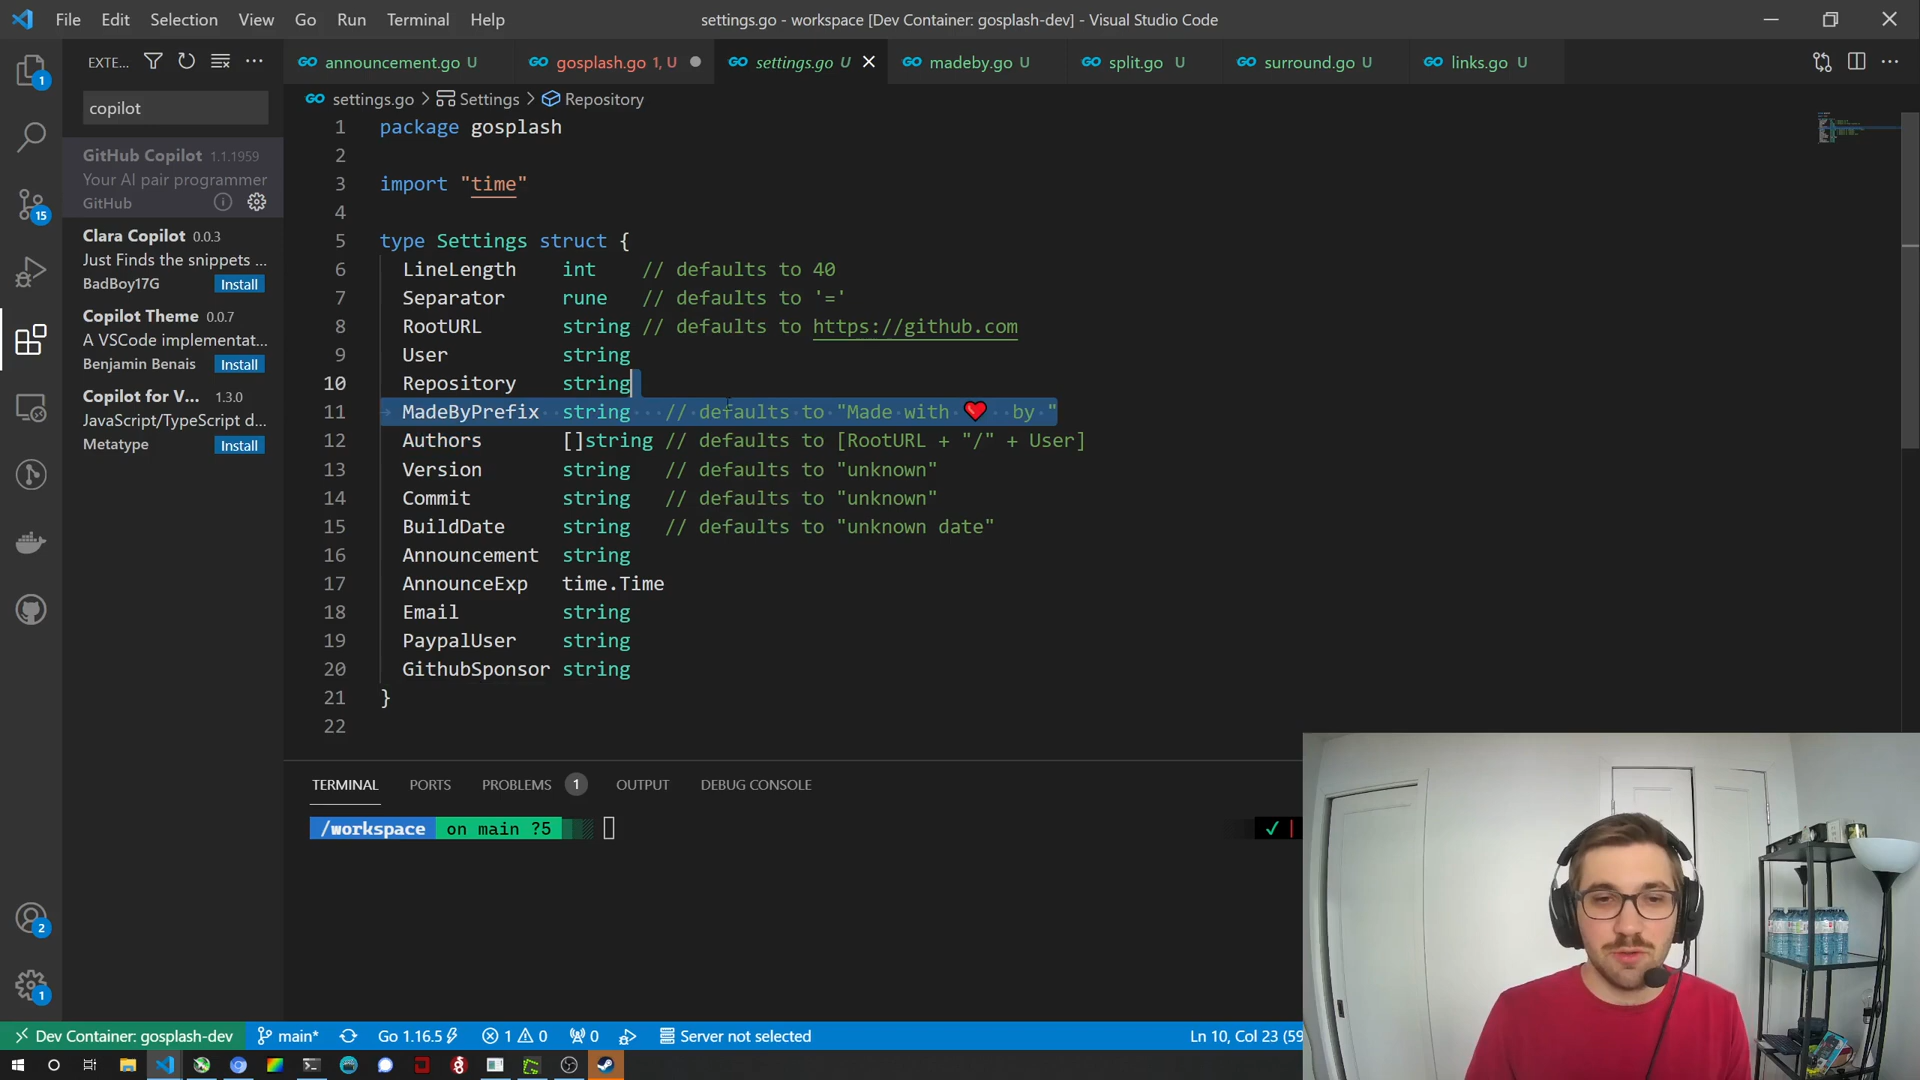 File Edit Selection View Go Run Terminal Help
settings.go - workspace [Dev Container: gosplash-dev] - Visual Studio Code
EXTE...
announcement.go U
gosplash.go 1, U
settings.go U
madeby.go U
split.go U
surround.go U
links.go U
settings.go > Settings > Repository
copilot
GitHub Copilot 1.1.1959
Your AI pair programmer
GitHub
Clara Copilot 0.0.3
Just Finds the snippets ...
BadBoy17G Install
Copilot Theme 0.0.7
A VSCode implementat...
Benjamin Benais Install
Copilot for V... 1.3.0
JavaScript/TypeScript d...
Metatype Install
1
15
2
1
1 package gosplash
2
3 import "time"
4
5 type Settings struct {
6 LineLength int // defaults to 40
7 Separator rune // defaults to '='
8 RootURL string // defaults to https://github.com
9 User string
10 Repository string
11 MadeByPrefix string // defaults to "Made with ❤️ by "
12 Authors []string // defaults to [RootURL + "/" + User]
13 Version string // defaults to "unknown"
14 Commit string // defaults to "unknown"
15 BuildDate string // defaults to "unknown date"
16 Announcement string
17 AnnounceExp time.Time
18 Email string
19 PaypalUser string
20 GithubSponsor string
21 }
22
TERMINAL PORTS PROBLEMS 1 OUTPUT DEBUG CONSOLE
/workspace on main ?5
Dev Container: gosplash-dev main* Go 1.16.5 1 0 0 Server not selected
Ln 10, Col 23 (59